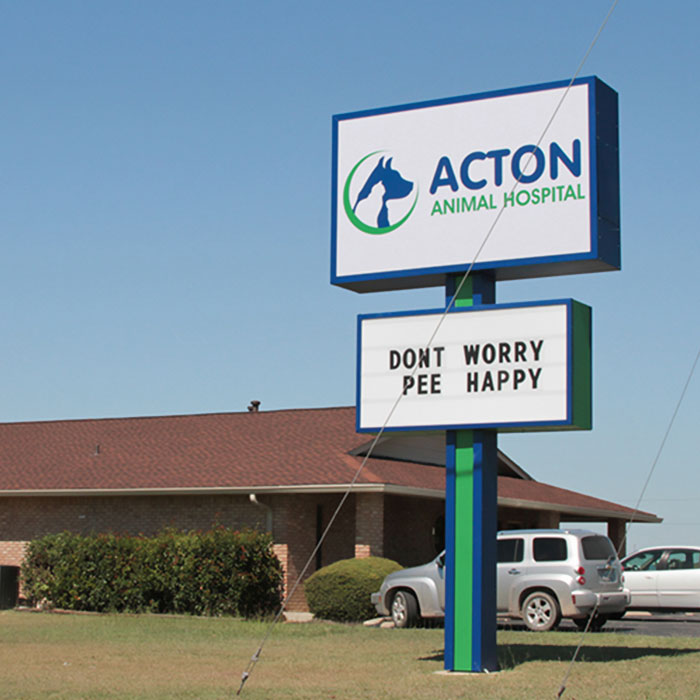 ACTON
ANIMAL HOSPITAL
DONT WORRY
PEE HAPPY